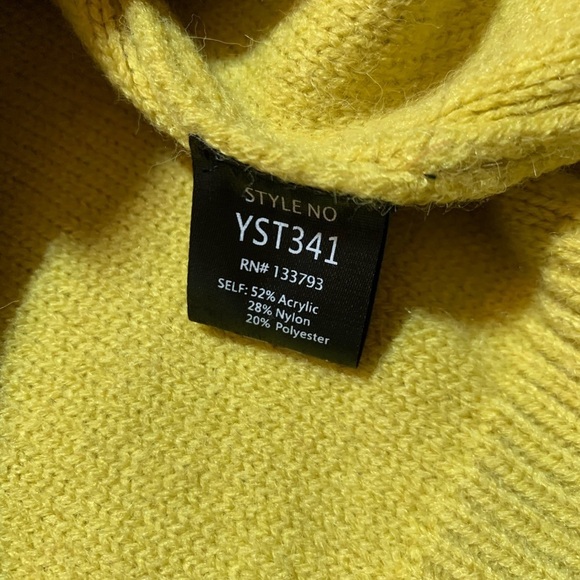 STYLE NO
YST341
RN# 133793
SELF: 52% Acrylic
28% Nylon
20% Polyester